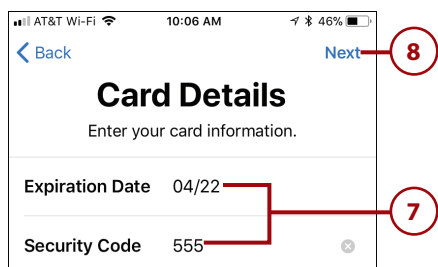 AT&T Wi-Fi 10:06 AM 46%
Back Next 8
Card Details
Enter your card information.
Expiration Date 04/22
7
Security Code 555